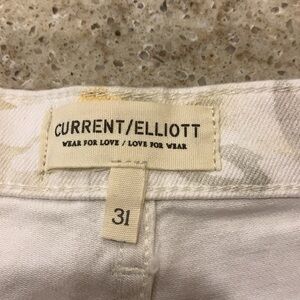 CURRENT/ELLIOTT
WEAR FOR LOVE / LOVE FOR WEAR
31